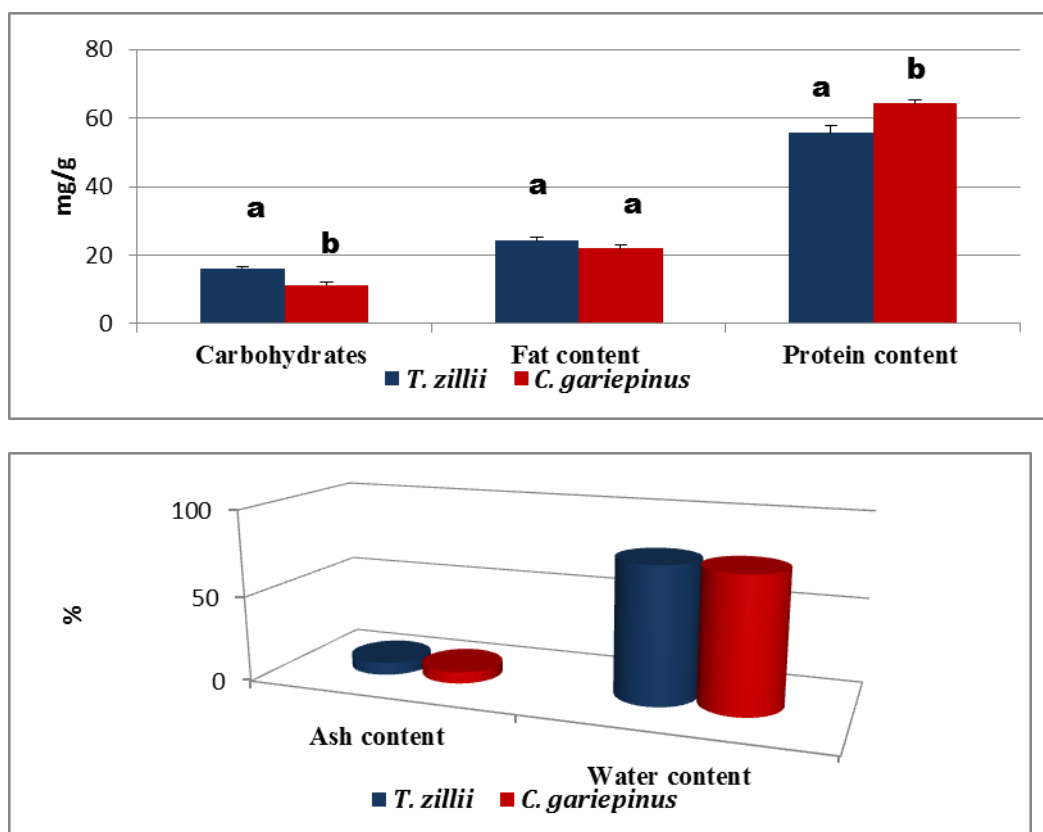 80
60
40
20
0
mg/g
a
b
a
a
a
b
Carbohydrates Fat content Protein content
T. zillii C. gariepinus
100
50
0
%
Ash content
Water content
T. zillii C. gariepinus